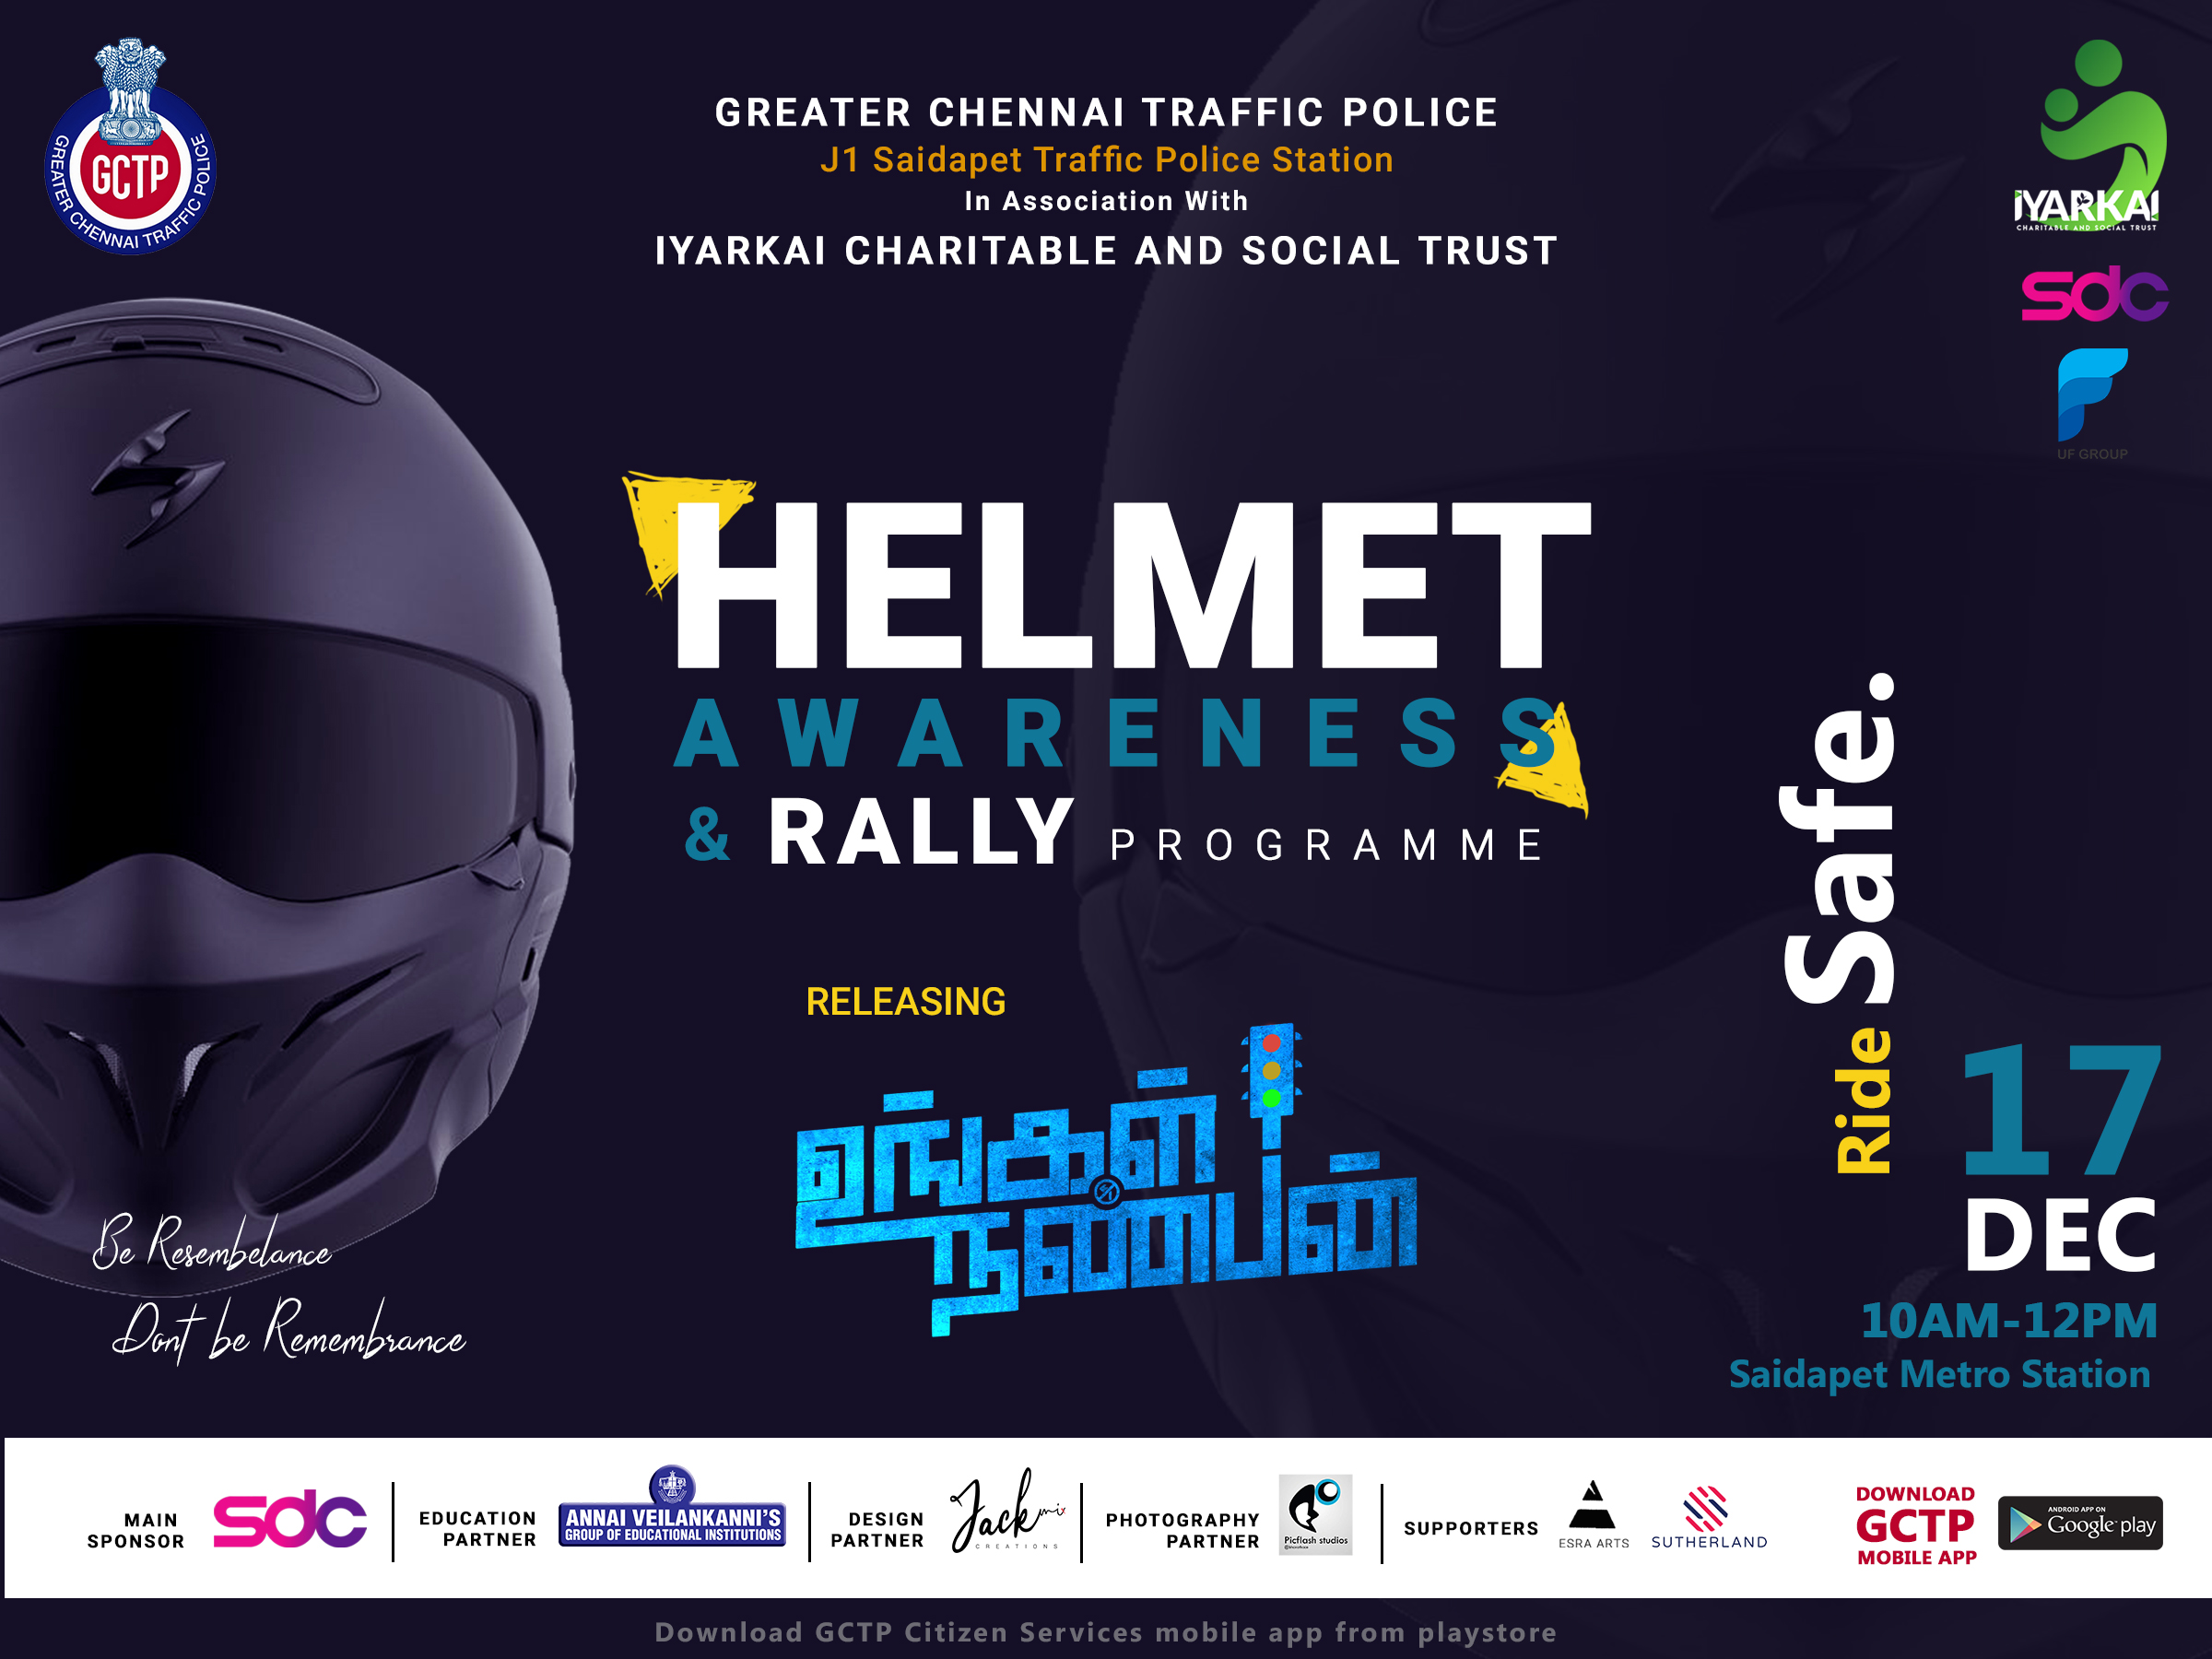 GREATER CHENNAI TRAFFIC POLICE
J1 Saidapet Traffic Police Station
In Association With
IYARKAI CHARITABLE AND SOCIAL TRUST
GCTP
GREATER CHENNAI TRAFFIC POLICE
IYARKAI
CHARITABLE AND SOCIAL TRUST
sdc
UF GROUP
HELMET
AWARENESS
& RALLY PROGRAMME
Ride Safe.
RELEASING
உங்கள்
நண்பன்
17
DEC
10AM-12PM
Saidapet Metro Station
Be Resembelance
Dont be Remembrance
MAIN
SPONSOR
sdc
EDUCATION
PARTNER
ANNAI VEILANKANNI'S
GROUP OF EDUCATIONAL INSTITUTIONS
DESIGN
PARTNER
Jack mix
CREATIONS
PHOTOGRAPHY
PARTNER
Picflash studios
SUPPORTERS
ESRA ARTS
SUTHERLAND
DOWNLOAD
GCTP
MOBILE APP
ANDROID APP ON
Google play
Download GCTP Citizen Services mobile app from playstore